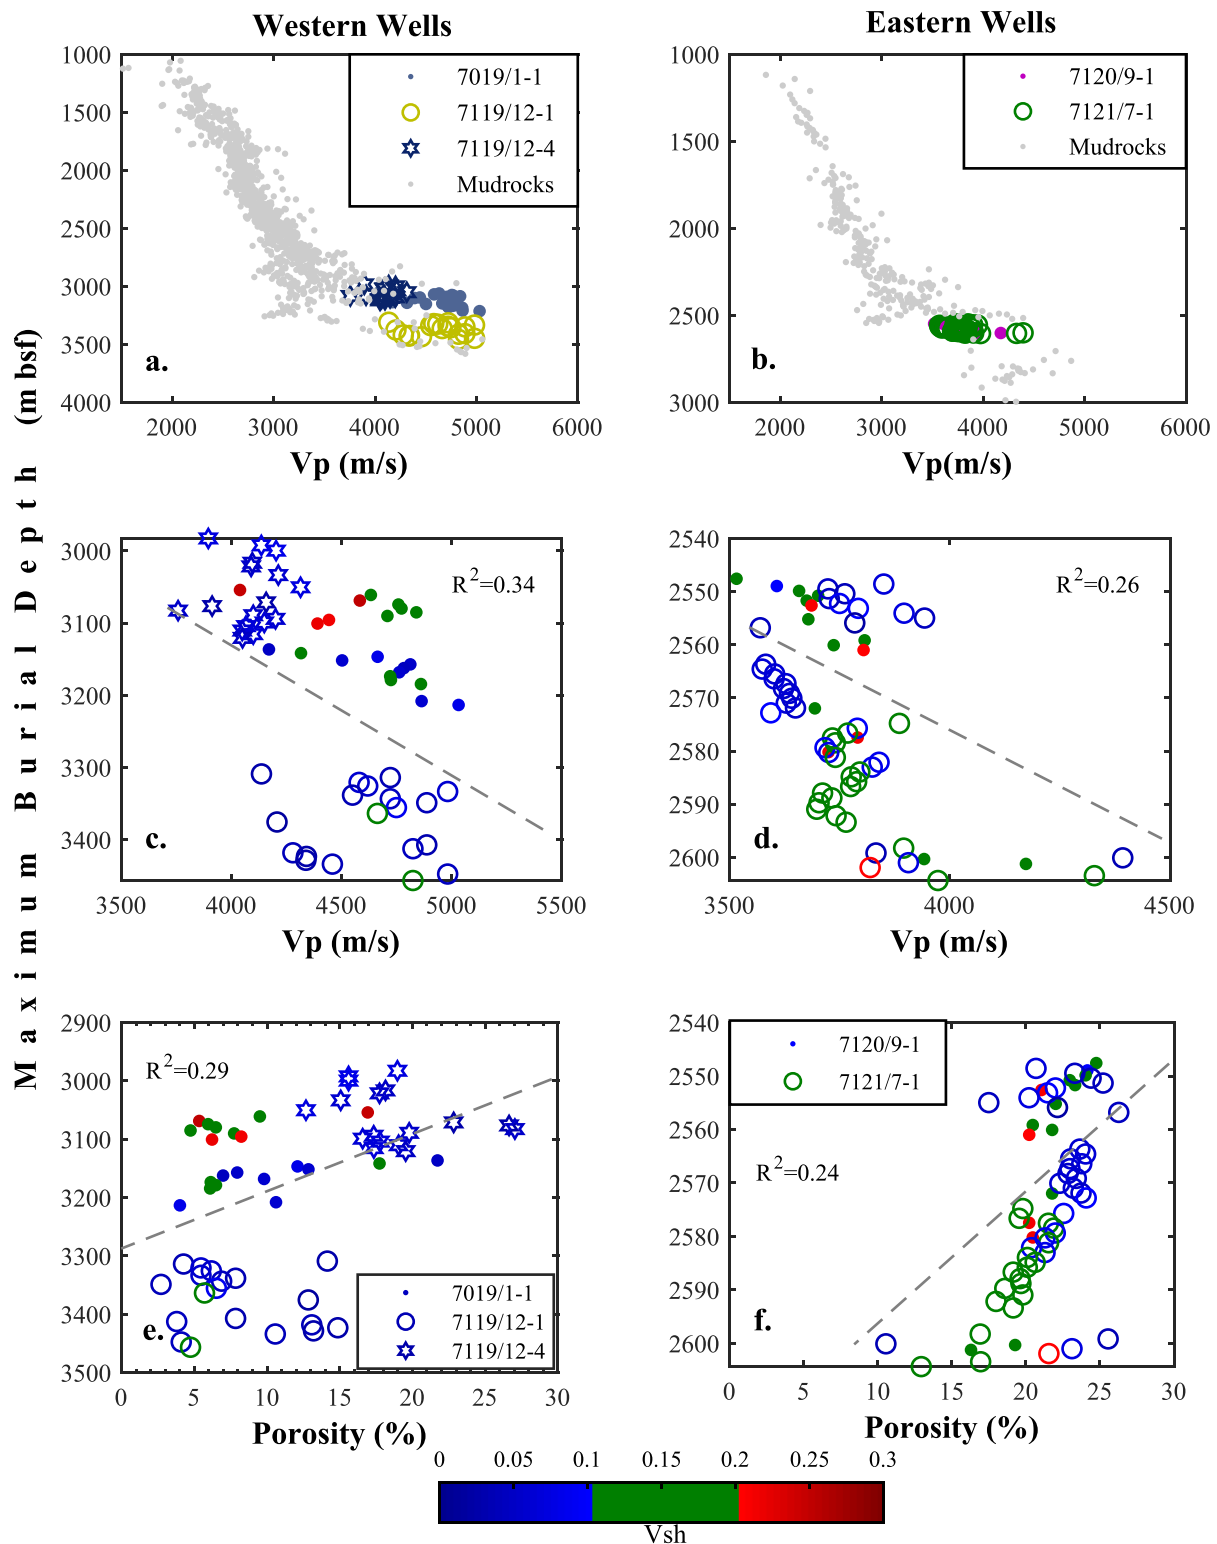 Western Wells
Eastern Wells
Maximum Burial Depth (m bsf)
1000
1500
2000
2500
3000
3500
4000
7019/1-1
7119/12-1
7119/12-4
Mudrocks
a.
2000 3000 4000 5000 6000
Vp (m/s)
1000
1500
2000
2500
3000
7120/9-1
7121/7-1
Mudrocks
b.
2000 3000 4000 5000 6000
Vp(m/s)
3000
3100
3200
3300
3400
R²=0.34
c.
3500 4000 4500 5000 5500
Vp (m/s)
2540
2550
2560
2570
2580
2590
2600
R²=0.26
d.
3500 4000 4500
Vp (m/s)
2900
3000
3100
3200
3300
3400
3500
R²=0.29
e.
7019/1-1
7119/12-1
7119/12-4
0 5 10 15 20 25 30
Porosity (%)
2540
2550
2560
2570
2580
2590
2600
7120/9-1
7121/7-1
R²=0.24
f.
0 5 10 15 20 25 30
Porosity (%)
0 0.05 0.1 0.15 0.2 0.25 0.3
Vsh